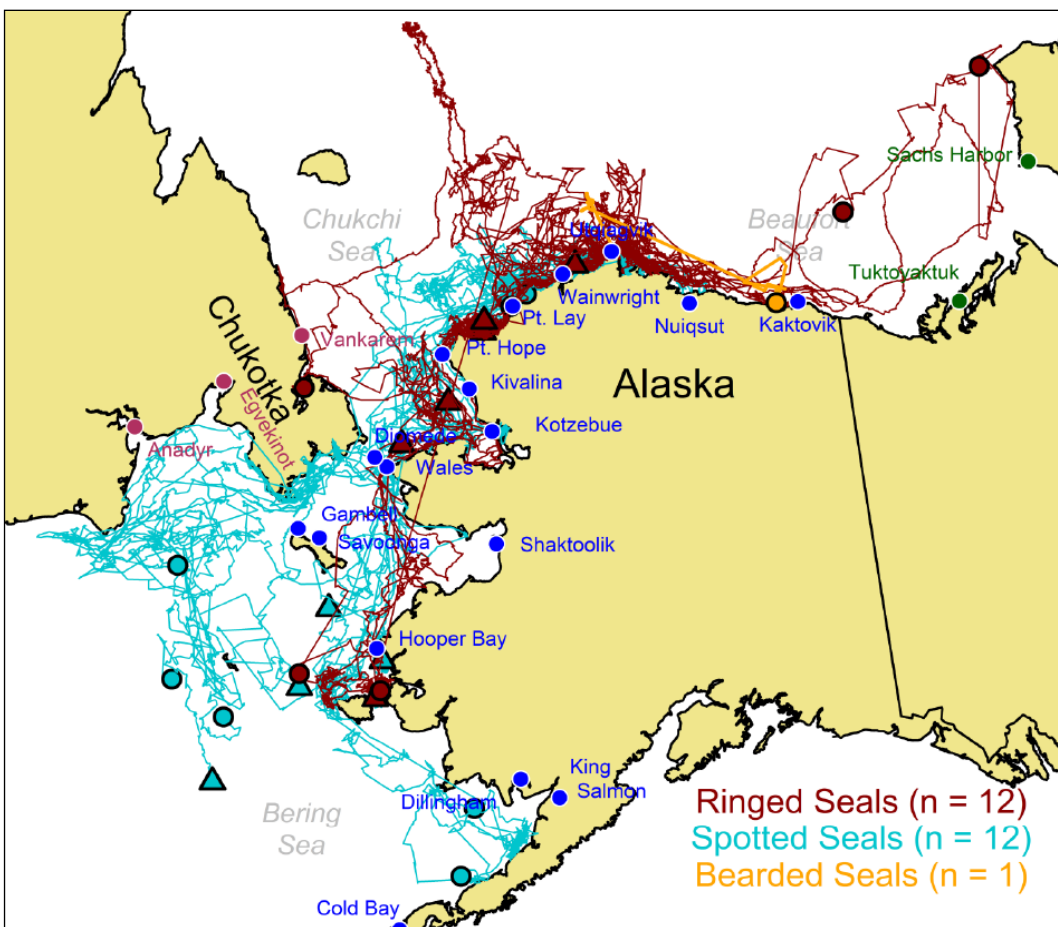 Sachs Harbor
Chukchi
Sea
Beaufort
Sea
Utqiagvik
Tuktoyaktuk
Wainwright
Pt. Lay
Nuiqsut
Kaktovik
Chukotka
Vankarem
Pt. Hope
Kivalina
Alaska
Egvekinot
Anadyr
Kotzebue
Diomede
Wales
Gambell
Savoonga
Shaktoolik
Hooper Bay
King
Salmon
Dillingham
Bering
Sea
Ringed Seals (n = 12)
Spotted Seals (n = 12)
Bearded Seals (n = 1)
Cold Bay